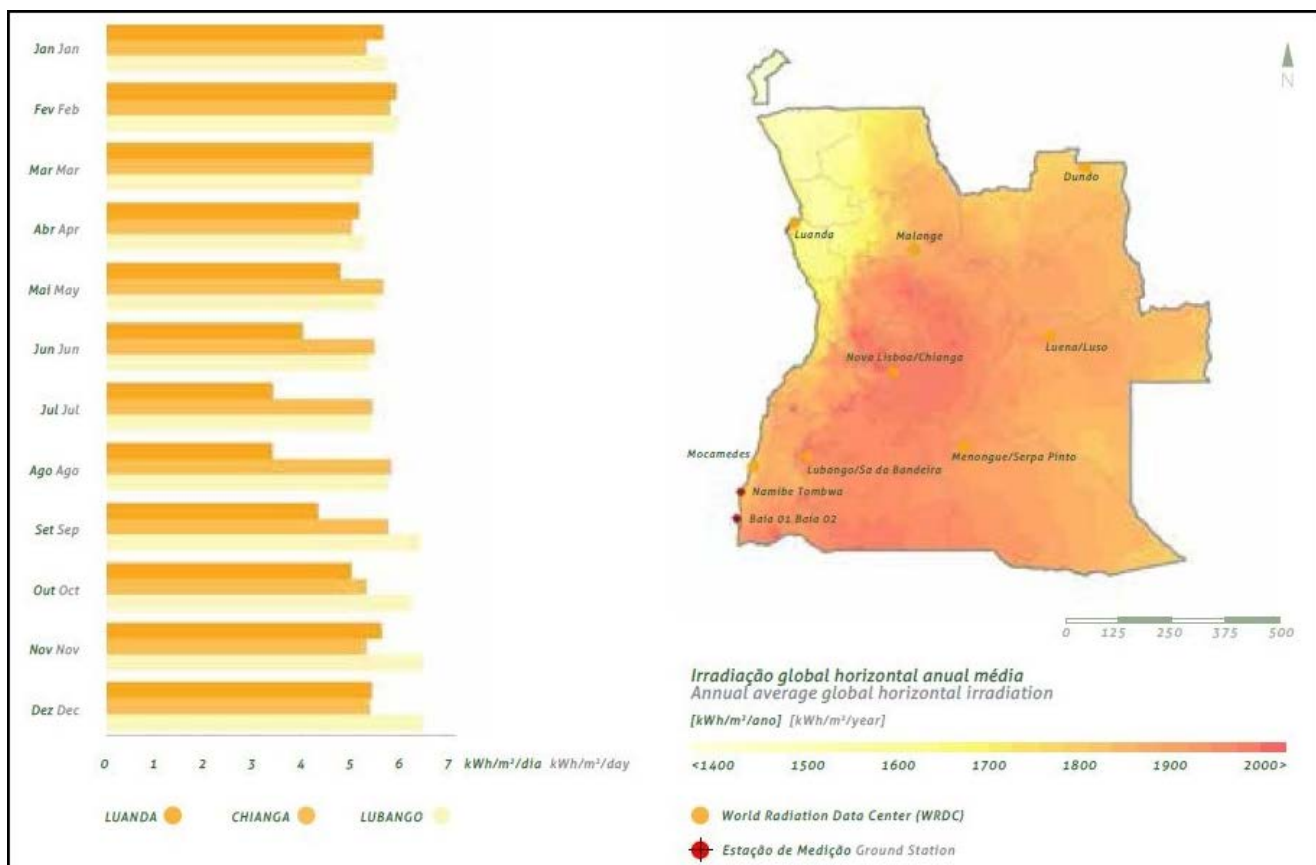 Jan Jan
Fev Feb
Mar Mar
Abr Apr
Mai May
Jun Jun
Jul Jul
Ago Ago
Set Sep
Out Oct
Nov Nov
Dez Dec
0 1 2 3 4 5 6 7 kWh/m²/dia kWh/m²/day
LUANDA CHIANGA LUBANGO
N
Dundo
Luanda
Malange
Luena/Luso
Nova Lisboa/Chianga
Mocamedes
Lubango/Sa da Bandeira
Menongue/Serpa Pinto
Namibe Tombwa
Baia 01 Baia 02
0 125 250 375 500
Irradiação global horizontal anual média
Annual average global horizontal irradiation
[kWh/m²/ano] [kWh/m²/year]
<1400 1500 1600 1700 1800 1900 2000>
World Radiation Data Center (WRDC)
Estação de Medição Ground Station